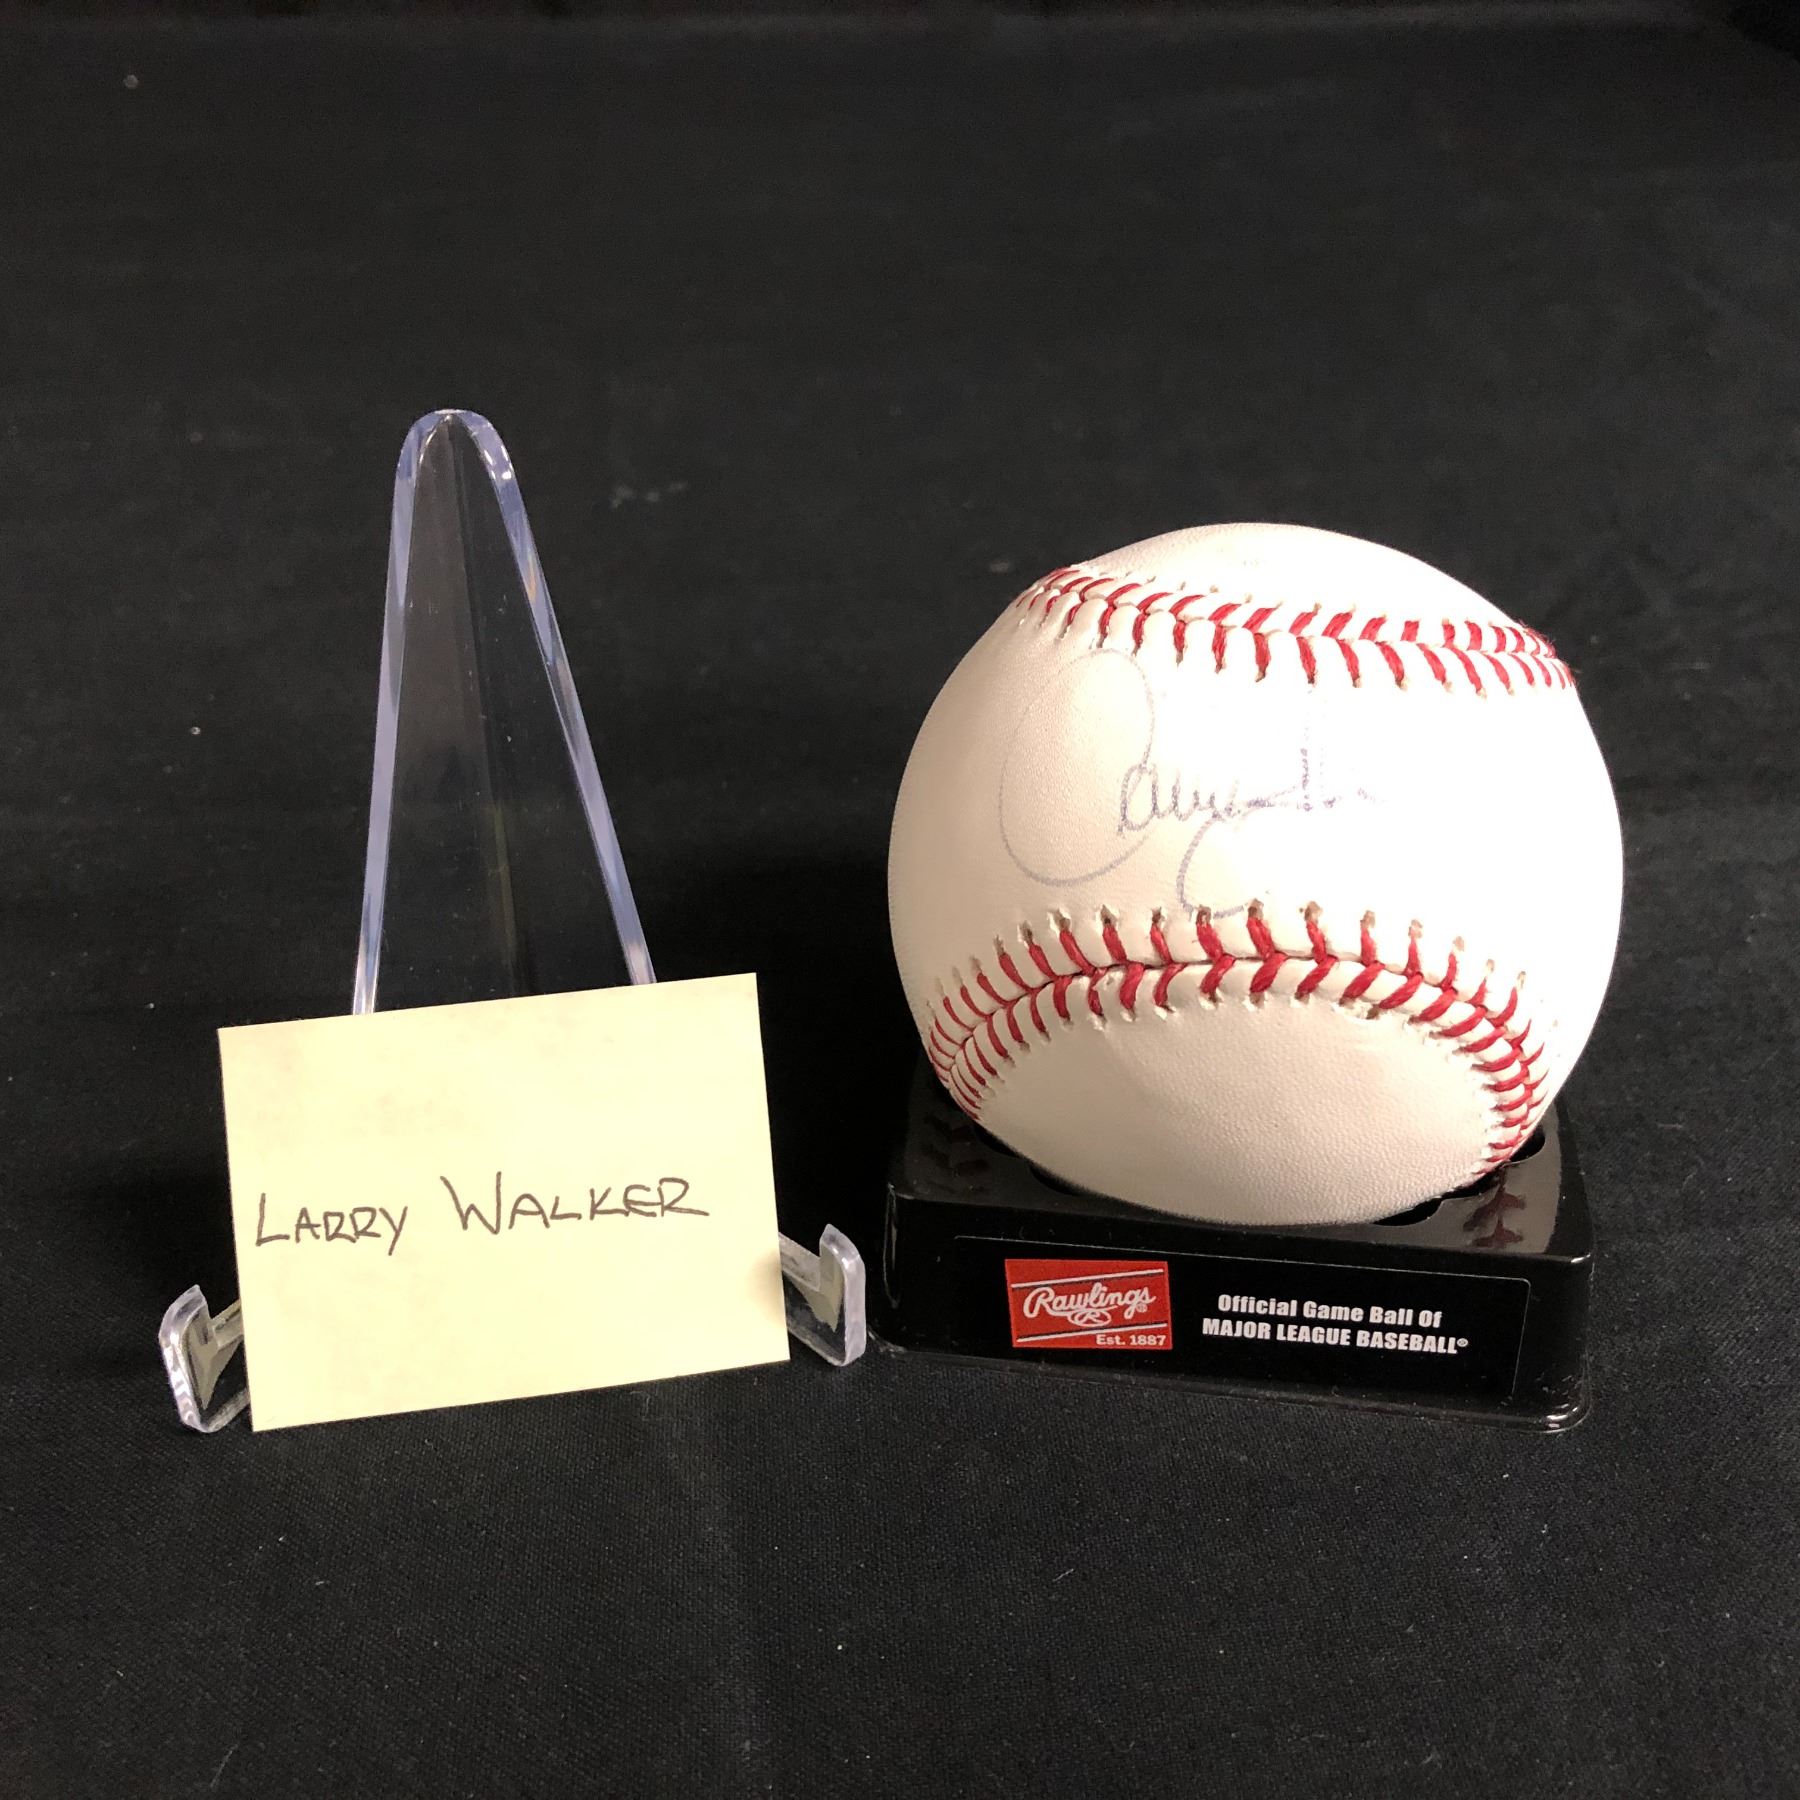 LARRY WALKER
Rawlings®
R
Est. 1887
Official Game Ball Of
MAJOR LEAGUE BASEBALL®